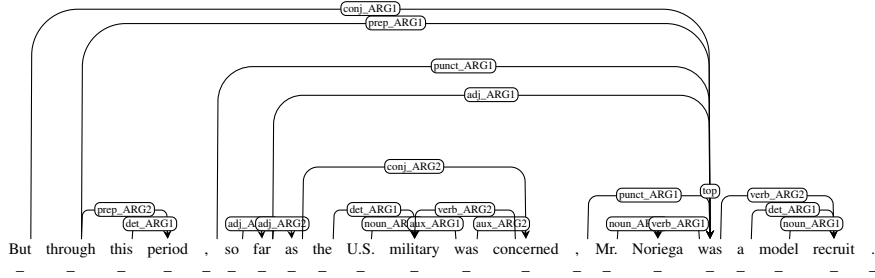 conj_ARG1
prep_ARG1
punct_ARG1
adj_ARG1
conj_ARG2
punct_ARG1 top verb_ARG2
prep_ARG2 det_ARG1 verb_ARG2 det_ARG1
det_ARG1 adj_ARG2 aux_ARG1 aux_ARG2 verb_ARG1 noun_ARG1
But through this period , so far as the U.S. military was concerned , Mr. Noriega was a model recruit .